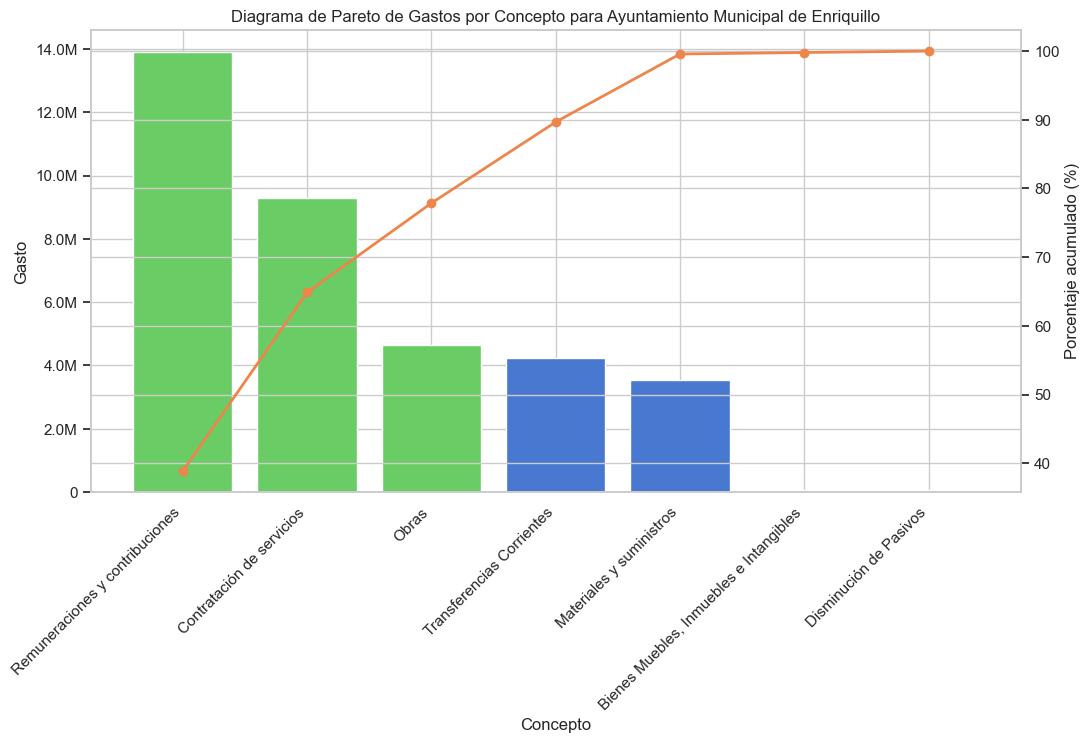 Diagrama de Pareto de Gastos por Concepto para Ayuntamiento Municipal de Enriquillo
14.0M
12.0M
10.0M
8.0M
6.0M
4.0M
2.0M
0
Gasto
100
90
80
70
60
50
40
Porcentaje acumulado (%)
Remuneraciones y contribuciones
Contratación de servicios
Obras
Transferencias Corrientes
Materiales y suministros
Bienes Muebles, Inmuebles e Intangibles
Disminución de Pasivos
Concepto